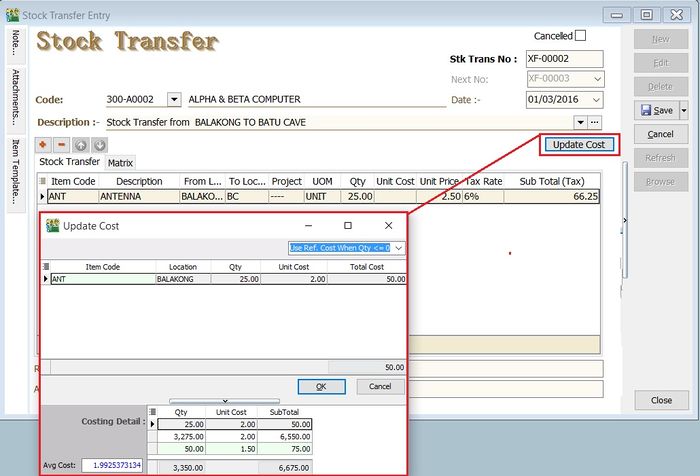 Stock Transfer Entry
Note...
Attachments...
Item Template...
Stock Transfer
Cancelled
Stk Trans No : XF-00002
Next No: XF-00003
Code: 300-A0002 ALPHA & BETA COMPUTER
Date :- 01/03/2016
Description :- Stock Transfer from BALAKONG TO BATU CAVE
Update Cost
Stock Transfer Matrix
Item Code Description From L... To Loc... Project UOM Qty Unit Cost Unit Price Tax Rate Sub Total (Tax)
ANT ANTENNA BALAKO... BC ---- UNIT 25.00 2.50 6% 66.25
New
Edit
Delete
Save
Cancel
Refresh
Browse
Close
Update Cost
Use Ref. Cost When Qty <= 0
Item Code Location Qty Unit Cost Total Cost
ANT BALAKONG 25.00 2.00 50.00
50.00
OK Cancel
Costing Detail :
Qty Unit Cost SubTotal
25.00 2.00 50.00
3,275.00 2.00 6,550.00
50.00 1.50 75.00
Avg Cost: 1.9925373134
3,350.00 6,675.00